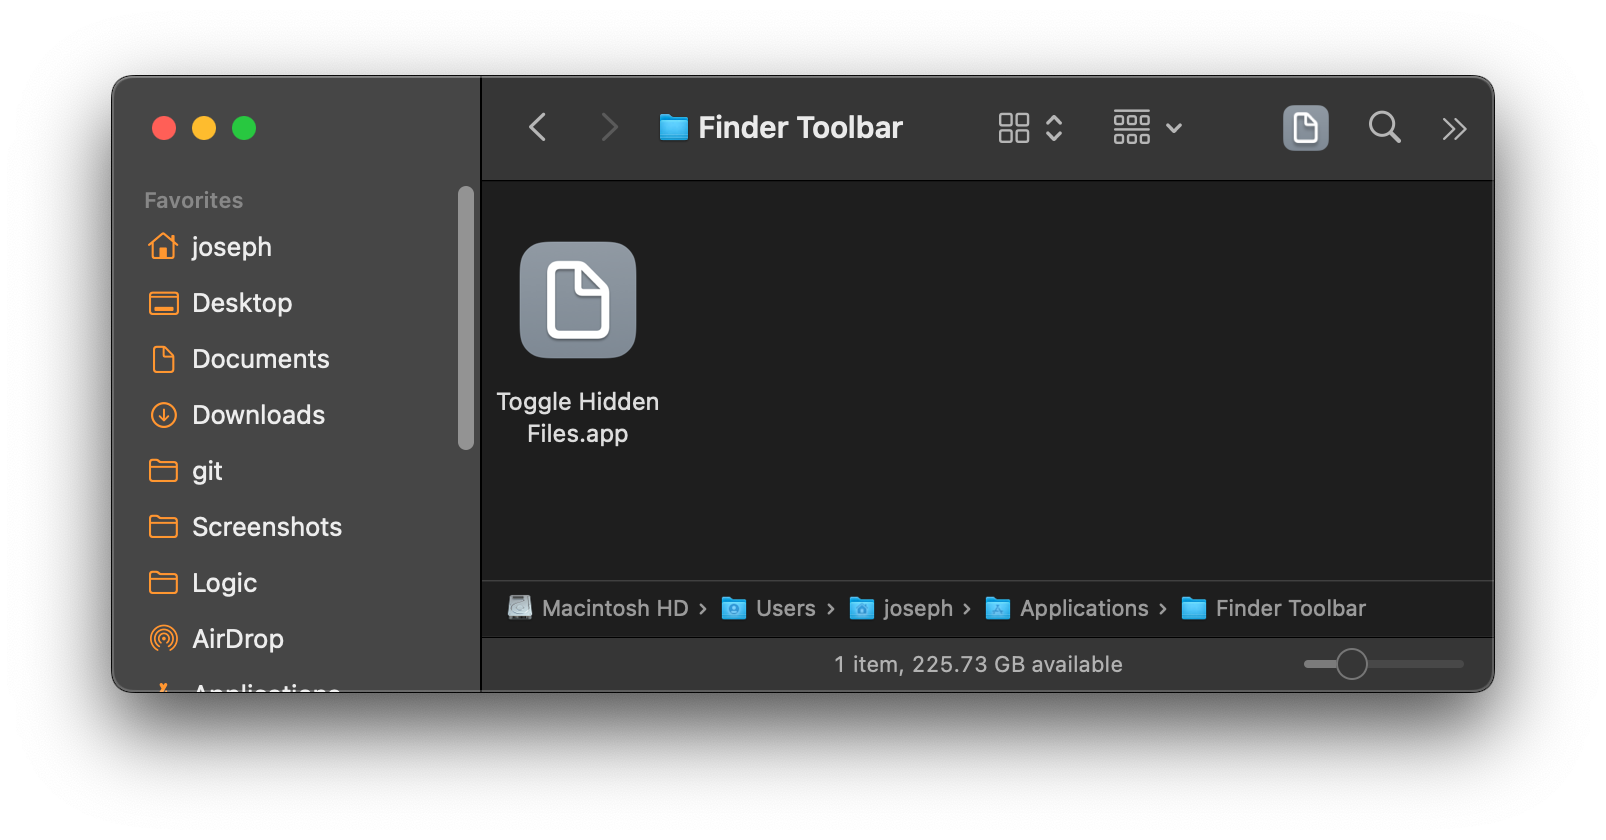 Finder Toolbar
Favorites
joseph
Desktop
Documents
Downloads
git
Screenshots
Logic
AirDrop
Applications
Toggle Hidden
Files.app
Macintosh HD › Users › joseph › Applications › Finder Toolbar
1 item, 225.73 GB available